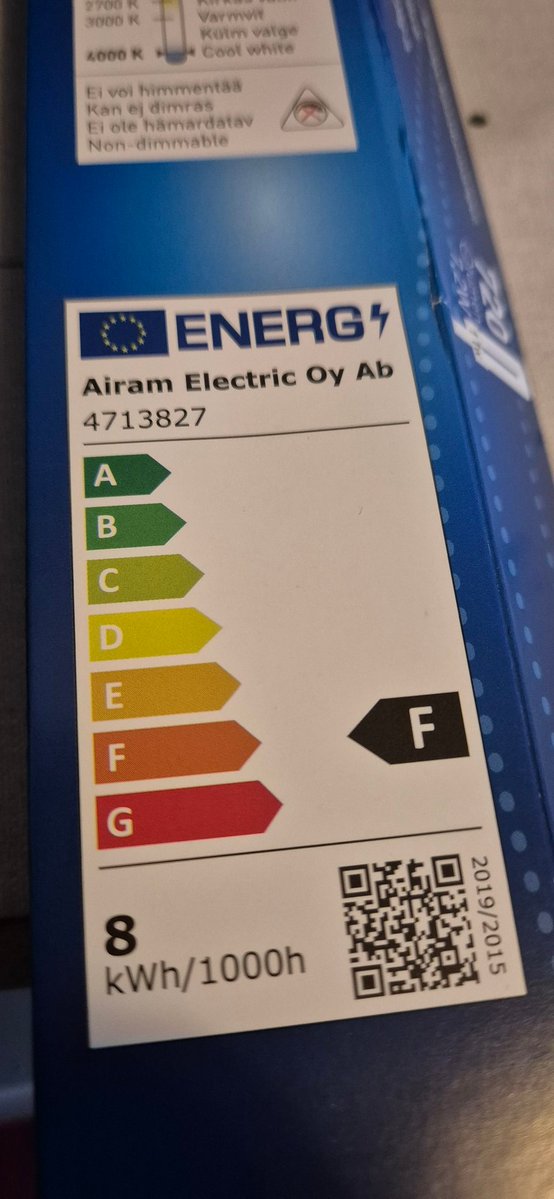 2700 K
3000 K Varmvit
Külm valge
4000 K Cool white
Ei voi himmentää
Kan ej dimras
Ei ole hämardatav
Non-dimmable
ENERG
Airam Electric Oy Ab
4713827
A
B
C
D
E
F
F
G
8
kWh/1000h
2019/2015